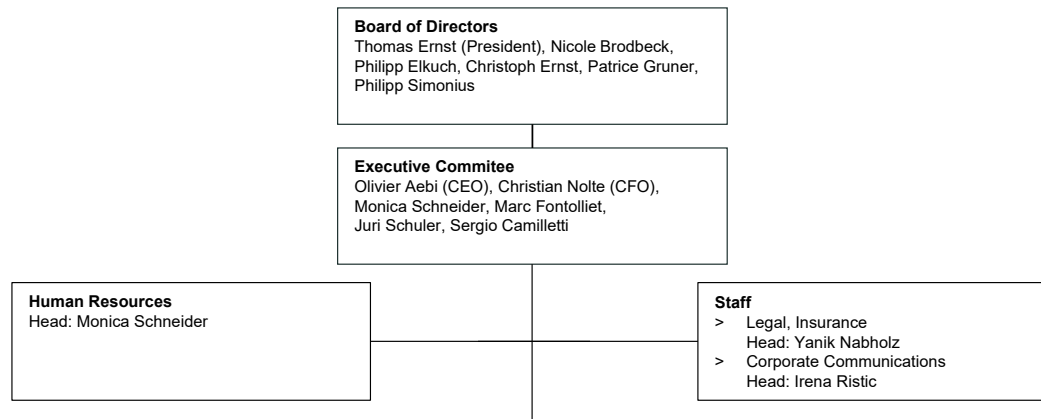 Board of Directors
Thomas Ernst (President), Nicole Brodbeck,
Philipp Elkuch, Christoph Ernst, Patrice Gruner,
Philipp Simonius
Executive Commitee
Olivier Aebi (CEO), Christian Nolte (CFO),
Monica Schneider, Marc Fontolliet,
Juri Schuler, Sergio Camilletti
Human Resources
Head: Monica Schneider
Staff
> Legal, Insurance
Head: Yanik Nabholz
> Corporate Communications
Head: Irena Ristic